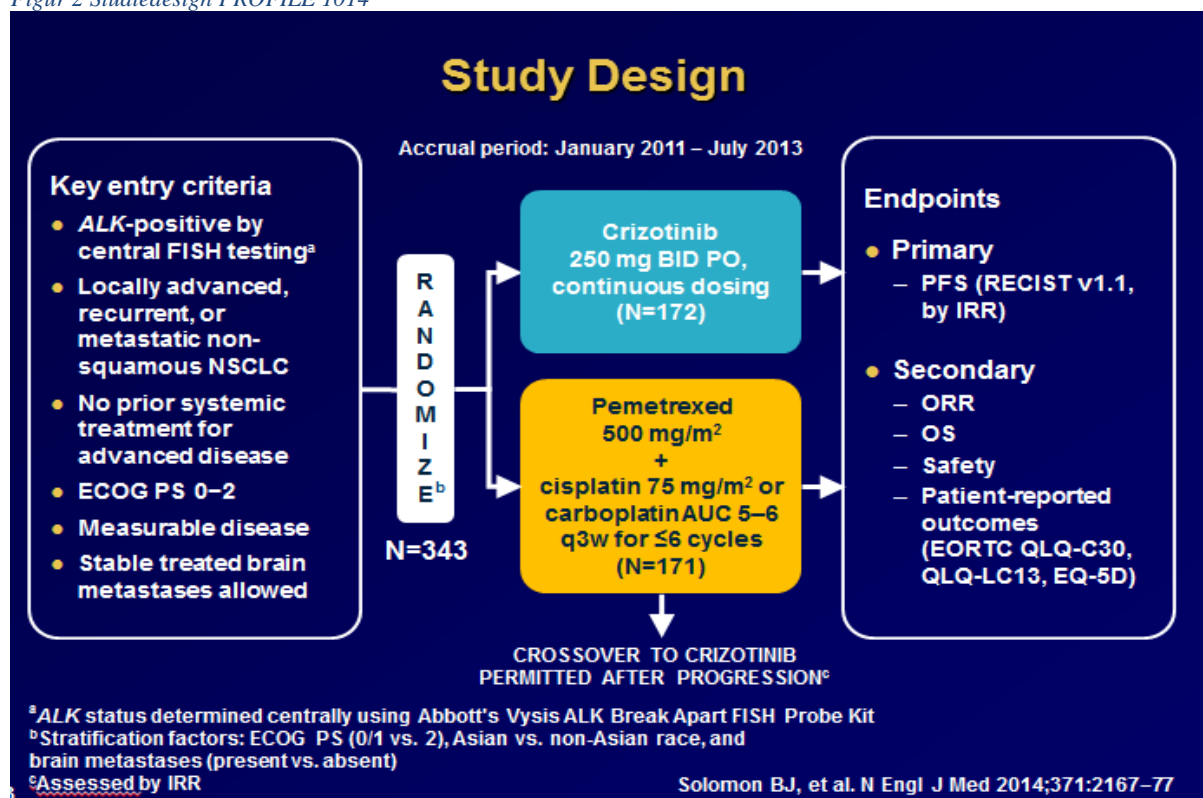 Figur 2 Studiedesign PROFILE 1014
Study Design
Accrual period: January 2011 – July 2013
Key entry criteria
● ALK-positive by
central FISH testingᵃ
● Locally advanced,
recurrent, or
metastatic non-
squamous NSCLC
● No prior systemic
treatment for
advanced disease
● ECOG PS 0–2
● Measurable disease
● Stable treated brain
metastases allowed
R
A
N
D
O
M
I
Z
Eᵇ
N=343
Crizotinib
250 mg BID PO,
continuous dosing
(N=172)
Pemetrexed
500 mg/m²
+
cisplatin 75 mg/m² or
carboplatin AUC 5–6
q3w for ≤6 cycles
(N=171)
CROSSOVER TO CRIZOTINIB
PERMITTED AFTER PROGRESSIONᶜ
Endpoints
● Primary
– PFS (RECIST v1.1,
by IRR)
● Secondary
– ORR
– OS
– Safety
– Patient-reported
outcomes
(EORTC QLQ-C30,
QLQ-LC13, EQ-5D)
ᵃALK status determined centrally using Abbott's Vysis ALK Break Apart FISH Probe Kit
ᵇStratification factors: ECOG PS (0/1 vs. 2), Asian vs. non-Asian race, and
brain metastases (present vs. absent)
ᶜAssessed by IRR
Solomon BJ, et al. N Engl J Med 2014;371:2167–77